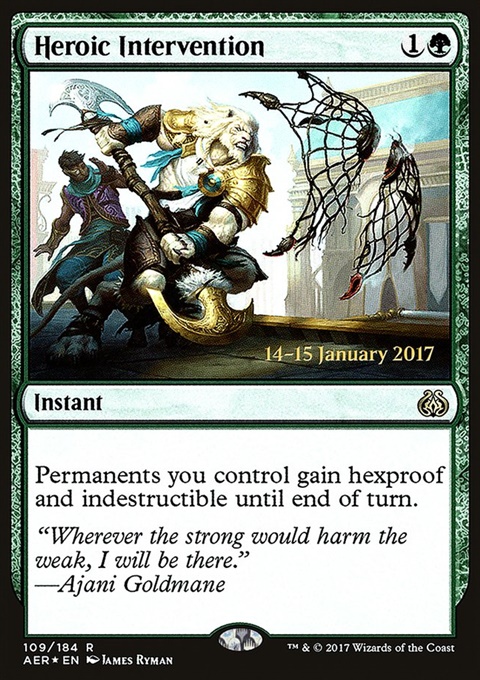 Heroic Intervention 1
14–15 January 2017
Instant
Permanents you control gain hexproof
and indestructible until end of turn.
“Wherever the strong would harm the
weak, I will be there.”
—Ajani Goldmane
109/184 R
AER★EN James Ryman
™ & © 2017 Wizards of the Coast